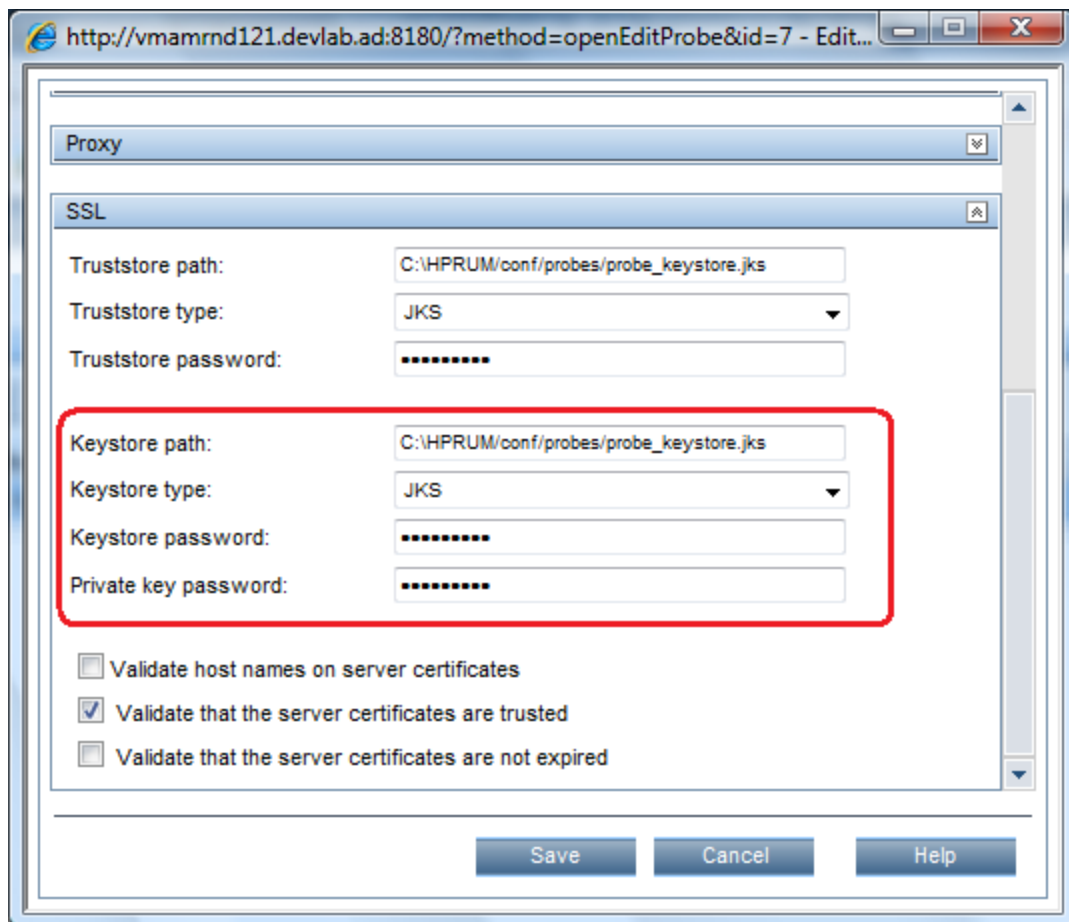 http://vmamrnd121.devlab.ad:8180/?method=openEditProbe&id=7 - Edit...
Proxy
SSL
Truststore path: C:\HPRUM/conf/probes/probe_keystore.jks
Truststore type: JKS
Truststore password: •••••••••
Keystore path: C:\HPRUM/conf/probes/probe_keystore.jks
Keystore type: JKS
Keystore password: •••••••••
Private key password: •••••••••
Validate host names on server certificates
Validate that the server certificates are trusted
Validate that the server certificates are not expired
Save Cancel Help